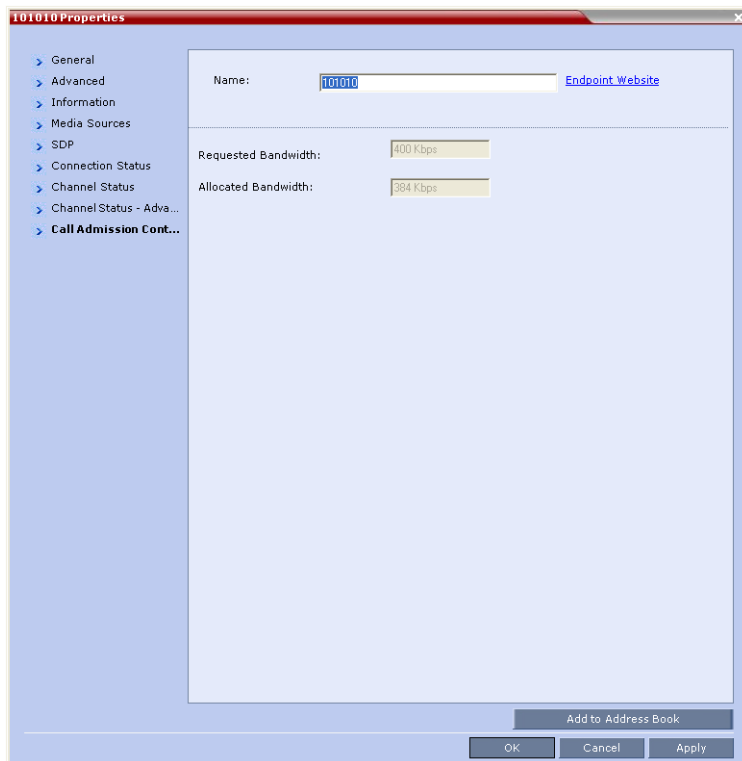 101010 Properties
General
Advanced
Information
Media Sources
SDP
Connection Status
Channel Status
Channel Status - Adva...
Call Admission Cont...
Name: 101010 Endpoint Website
Requested Bandwidth: 400 Kbps
Allocated Bandwidth: 384 Kbps
Add to Address Book
OK Cancel Apply